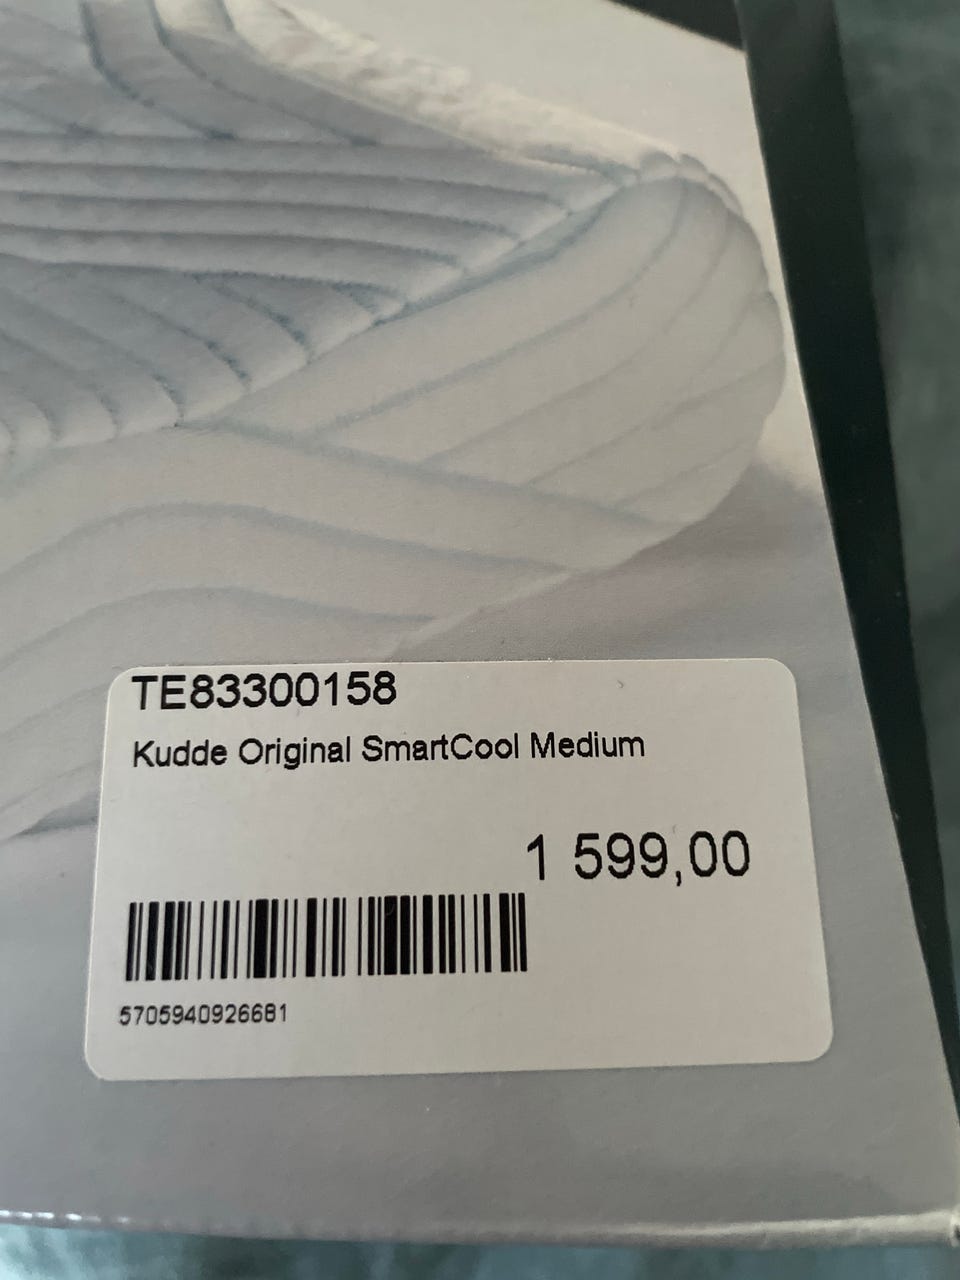 TE83300158
Kudde Original SmartCool Medium
1 599,00
5705940926681